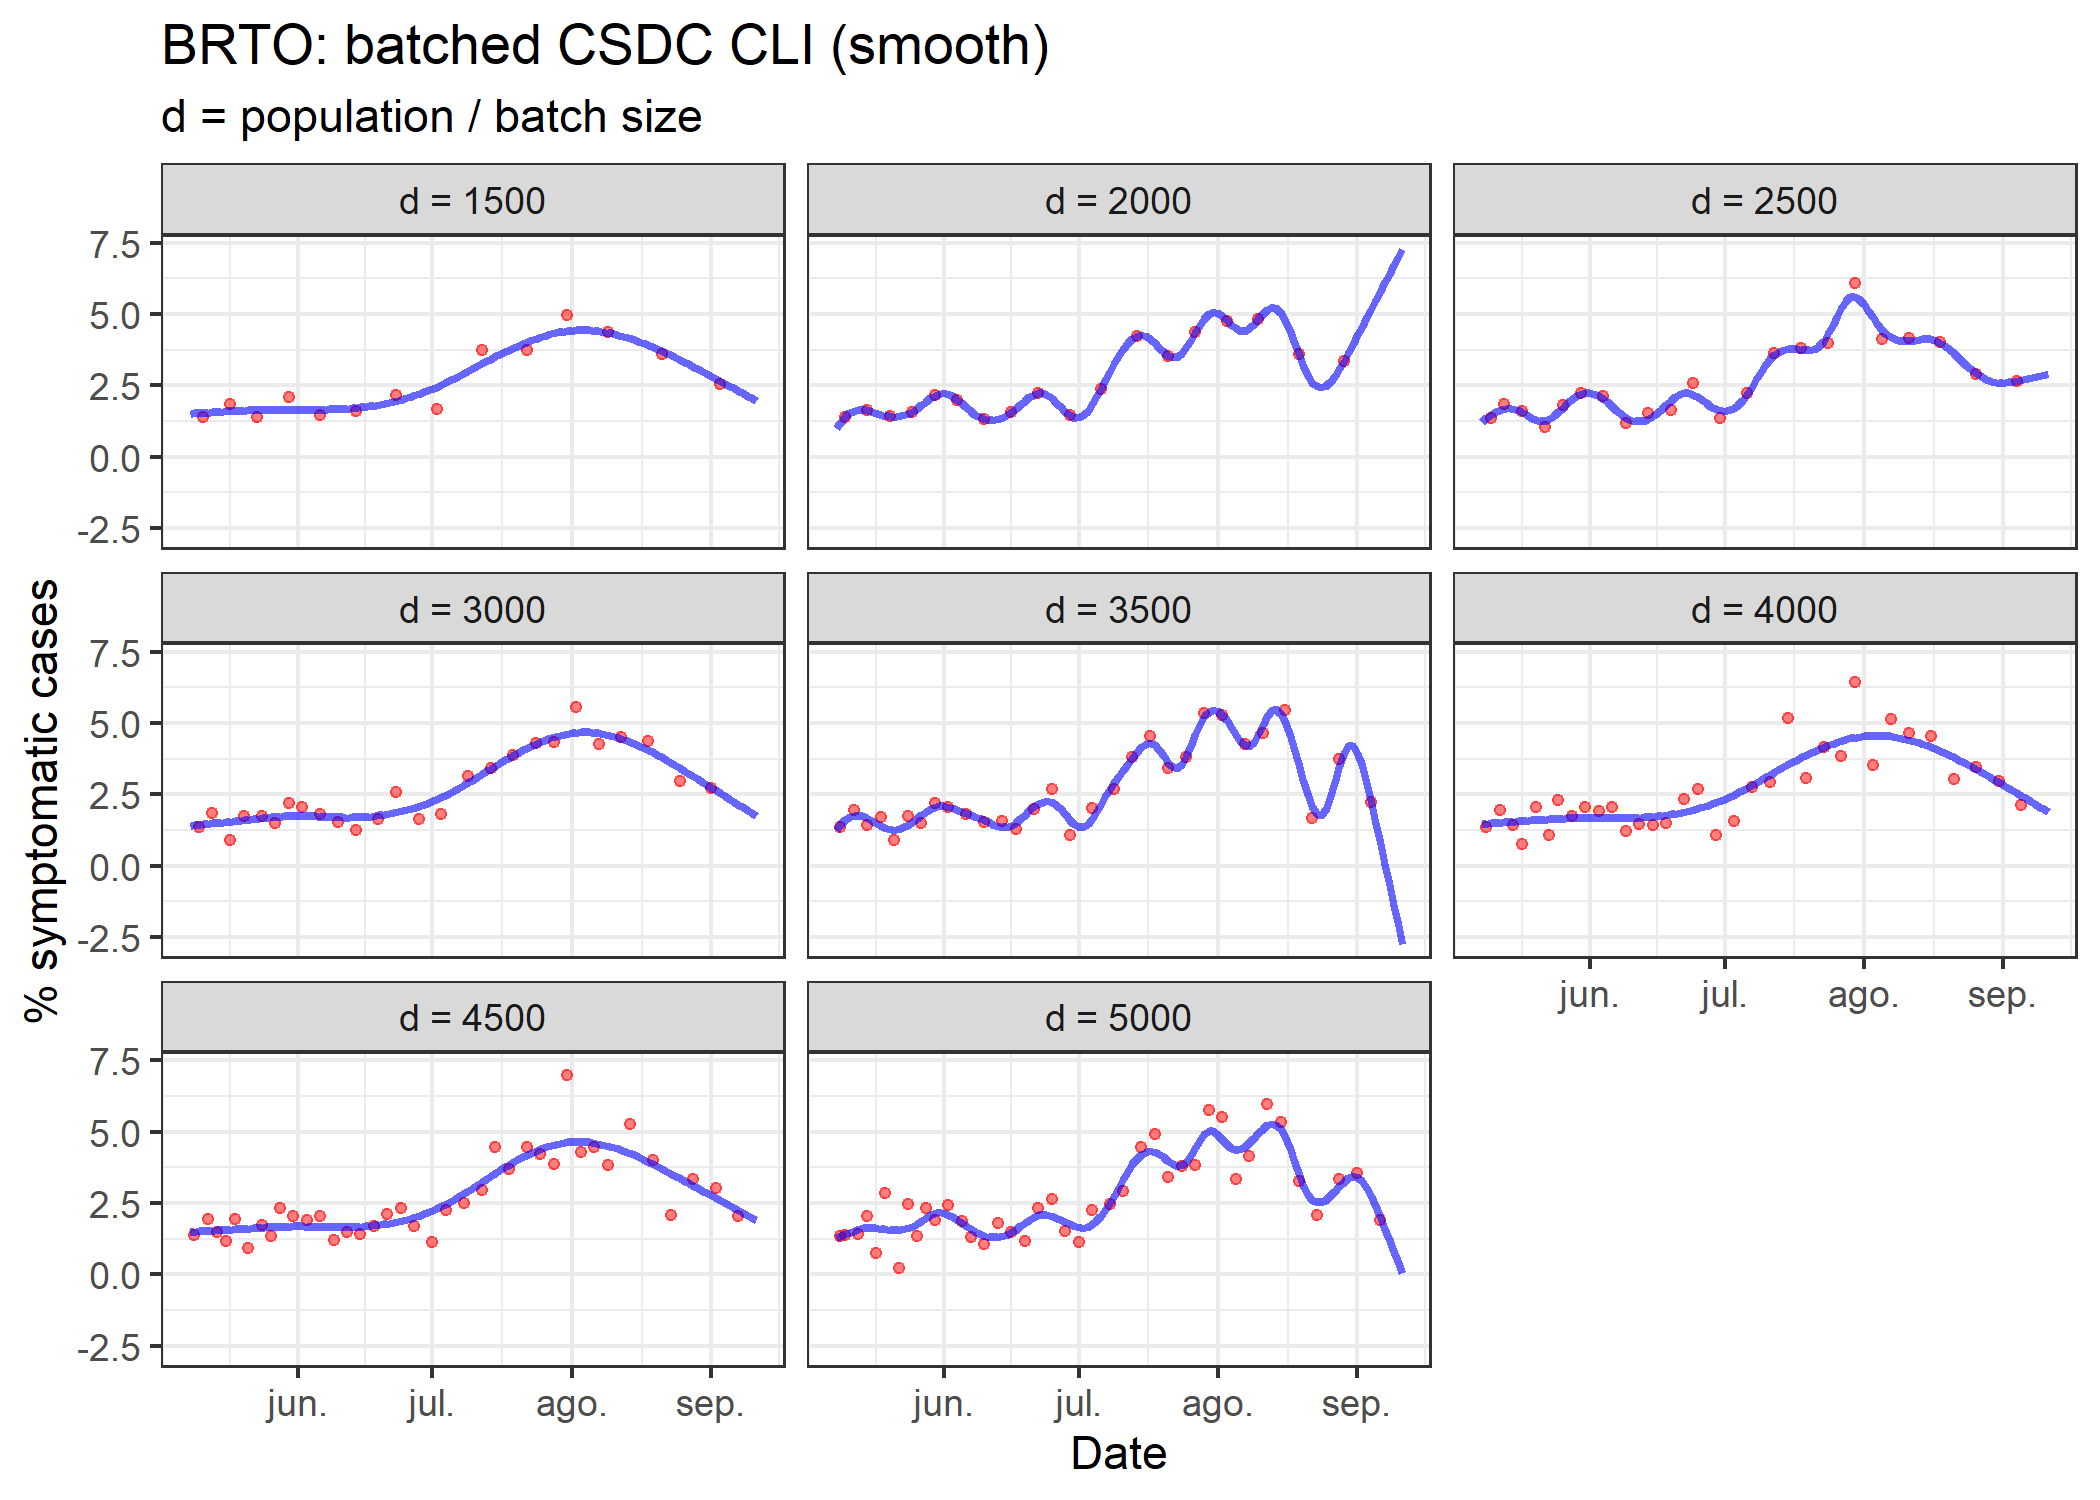 BRTO: batched CSDC CLI (smooth)
d = population / batch size
d = 1500
d = 2000
d = 2500
7.5
5.0
2.5
0.0
-2.5
d = 3000
d = 3500
d = 4000
7.5
5.0
2.5
0.0
-2.5
jun.
jul.
ago.
sep.
d = 4500
d = 5000
7.5
5.0
2.5
0.0
-2.5
jun.
jul.
ago.
sep.
jun.
jul.
ago.
sep.
% symptomatic cases
Date